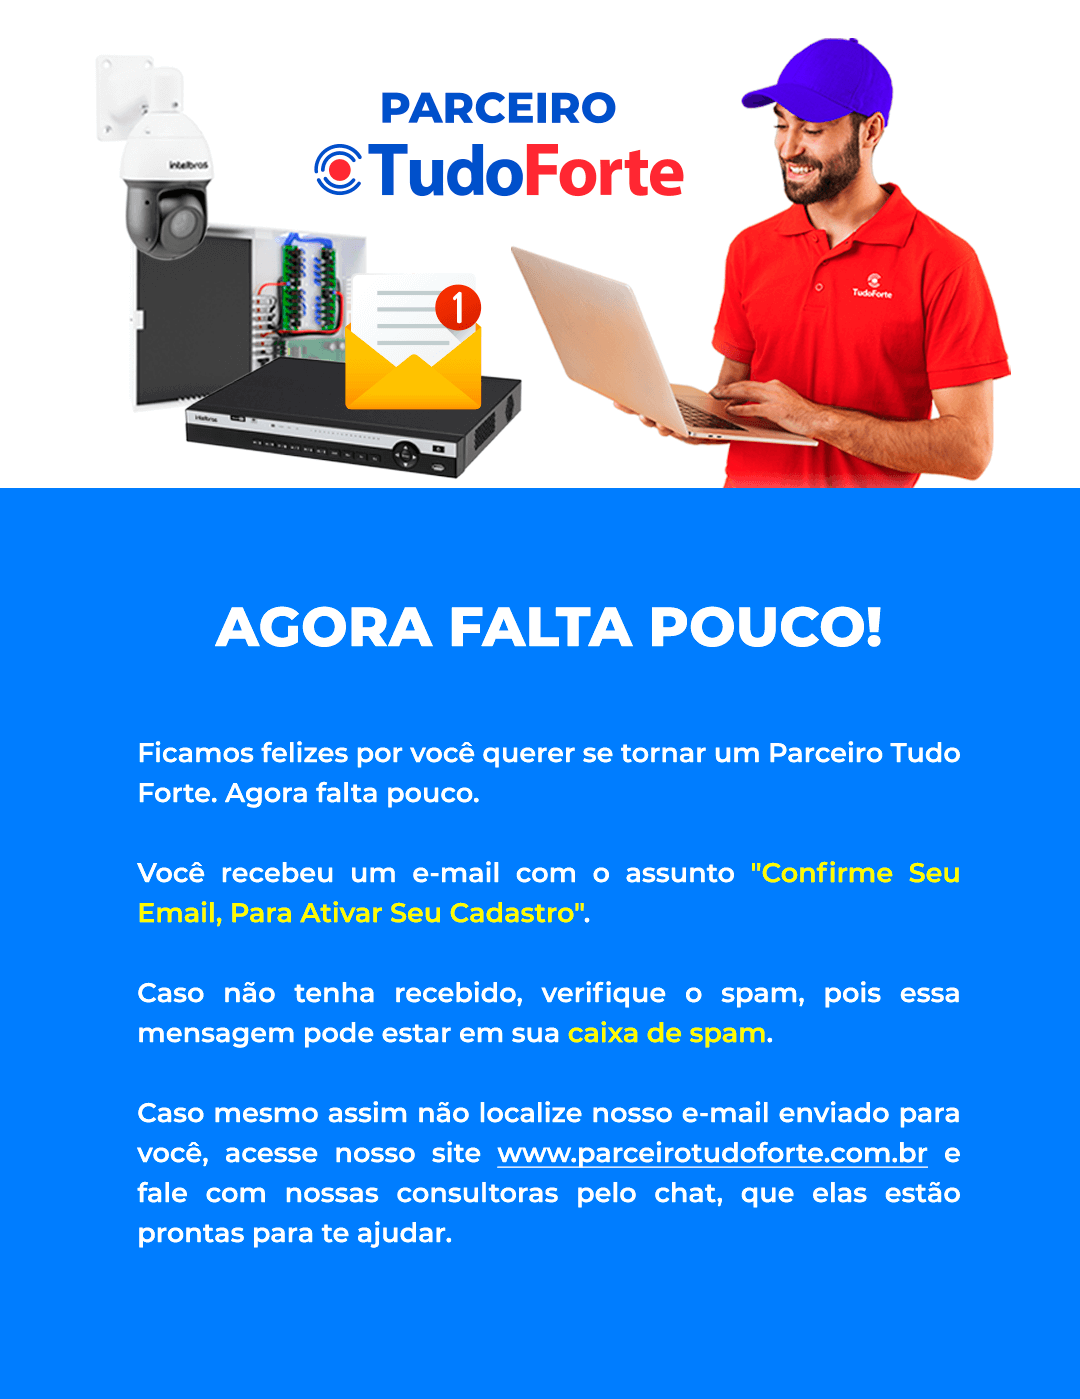 PARCEIRO
TudoForte
intelbras
TudoForte
1
intelbras
AGORA FALTA POUCO!
Ficamos felizes por você querer se tornar um Parceiro Tudo
Forte. Agora falta pouco.
Você recebeu um e-mail com o assunto "Confirme Seu
Email, Para Ativar Seu Cadastro".
Caso não tenha recebido, verifique o spam, pois essa
mensagem pode estar em sua caixa de spam.
Caso mesmo assim não localize nosso e-mail enviado para
você, acesse nosso site www.parceirotudoforte.com.br e
fale com nossas consultoras pelo chat, que elas estão
prontas para te ajudar.